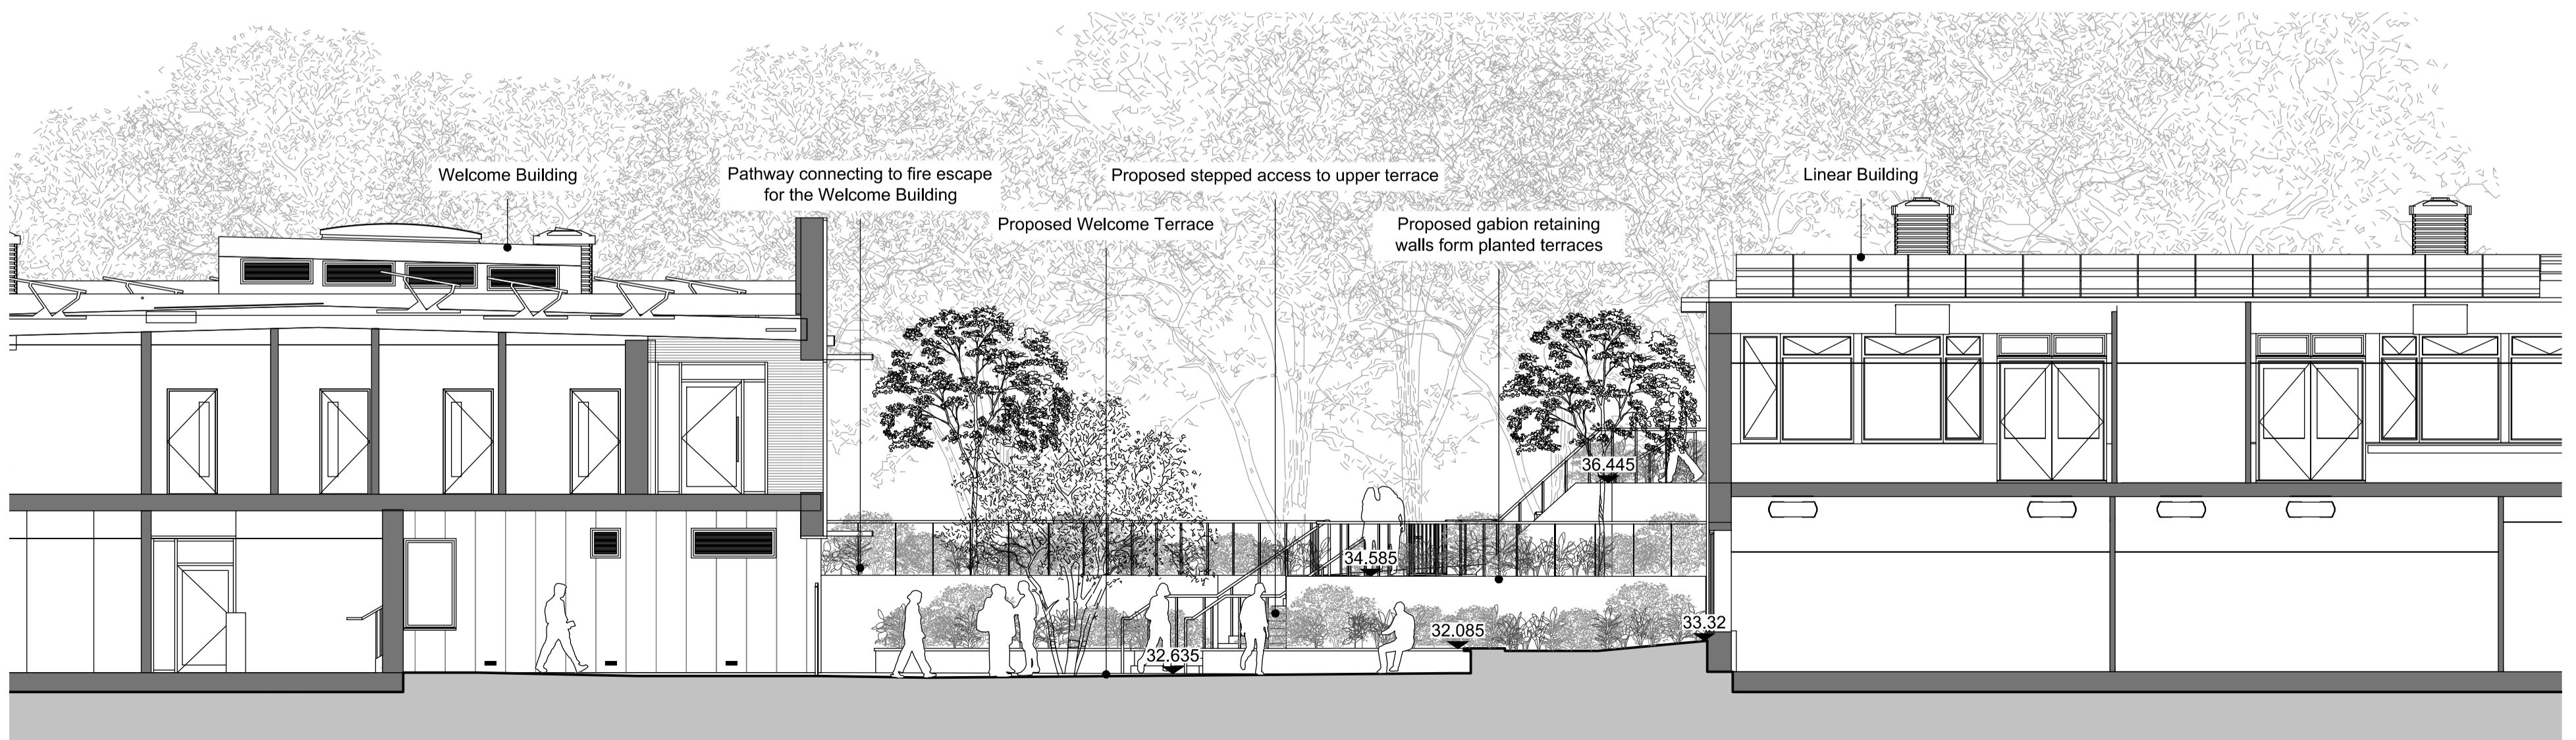 Welcome Building
Pathway connecting to fire escape
for the Welcome Building
Proposed stepped access to upper terrace
Linear Building
Proposed Welcome Terrace
Proposed gabion retaining
walls form planted terraces
36.445
34.585
33.32
32.085
32.635